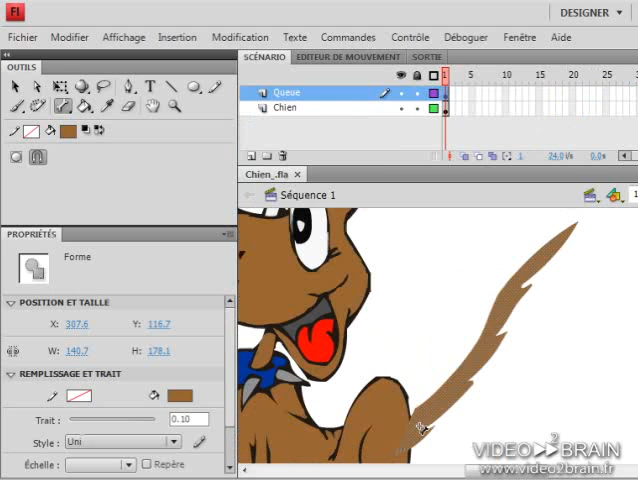 Fl
DESIGNER
Fichier Modifier Affichage Insertion Modification Texte Commandes Contrôle Déboguer Fenêtre Aide
OUTILS
SCÉNARIO EDITEUR DE MOUVEMENT SORTIE
1 5 10 15 20 25
Queue
Chien
1 24.0 i/s 0.0s
Chien_.fla
Séquence 1
PROPRIÉTÉS
Forme
POSITION ET TAILLE
X: 307.6 Y: 116.7
W: 140.7 H: 178.1
REMPLISSAGE ET TRAIT
Trait : 0.10
Style : Uni
Échelle : Repère
VIDEO2BRAIN
www.video2brain.fr